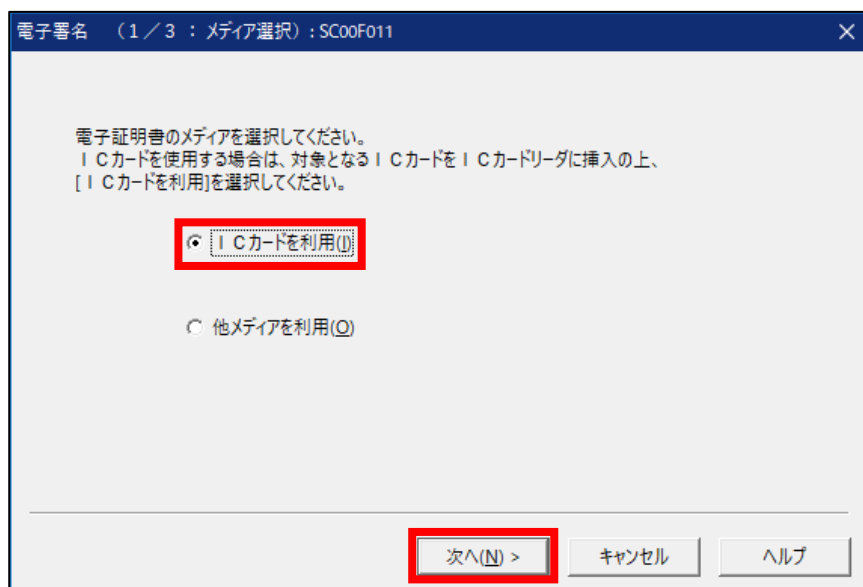 電子署名　（１／３ ： メディア選択）：SC00F011
電子証明書のメディアを選択してください。
ＩＣカードを使用する場合は、対象となるＩＣカードをＩＣカードリーダに挿入の上、
[ＩＣカードを利用]を選択してください。
ＩＣカードを利用(I)
他メディアを利用(O)
次へ(N) >
キャンセル
ヘルプ